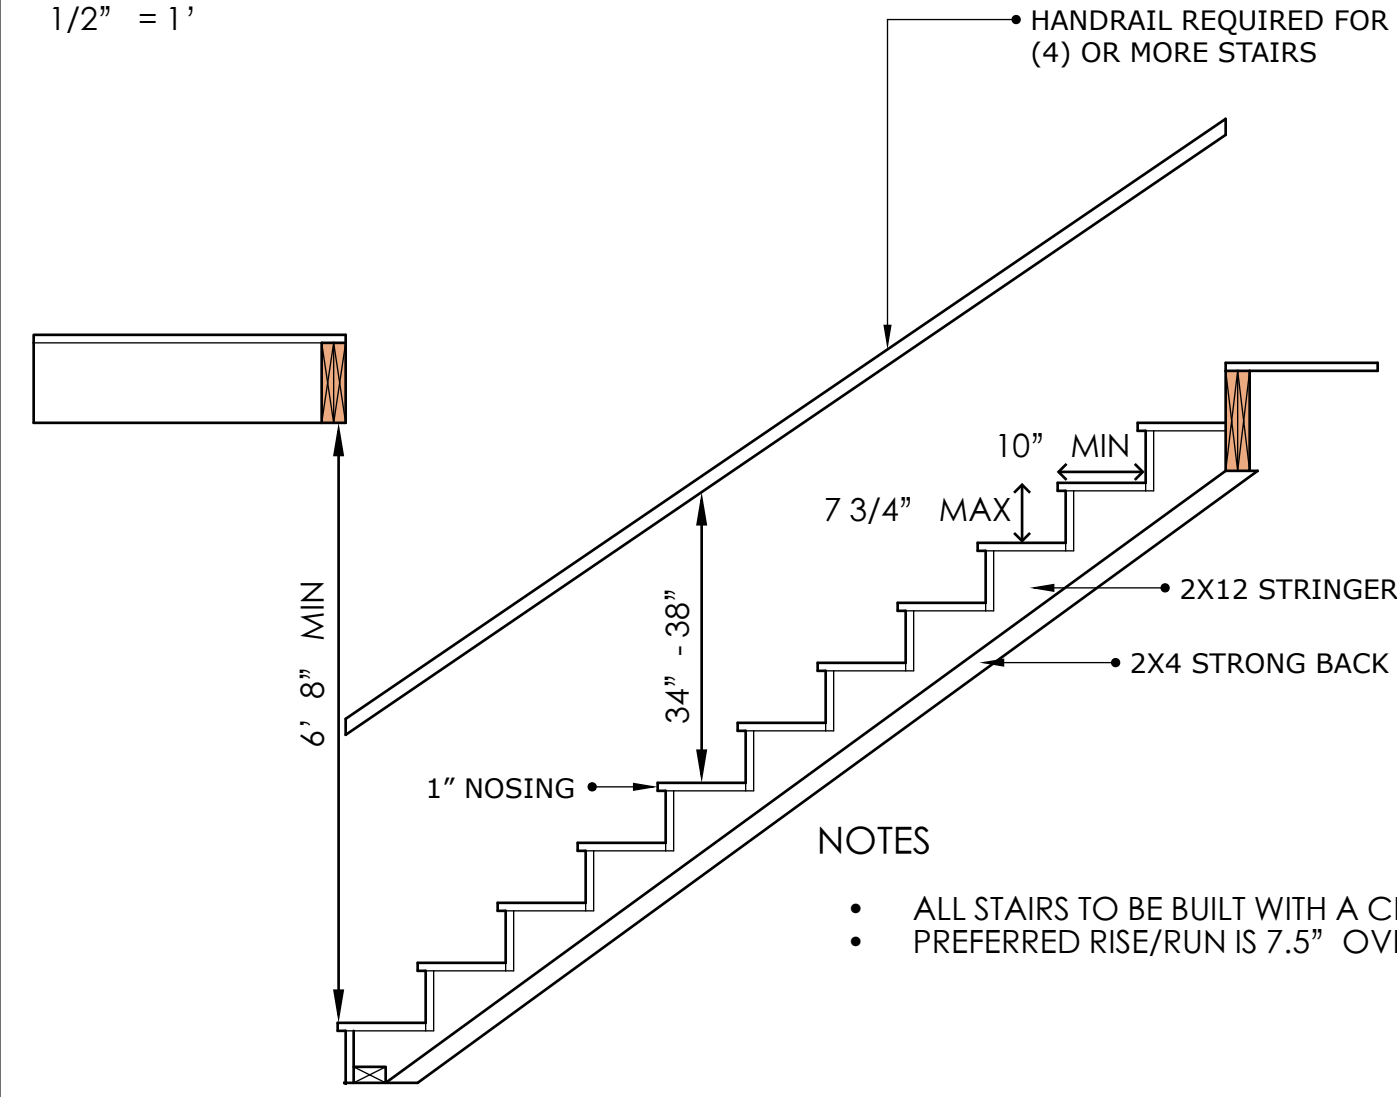 1/2” = 1’
HANDRAIL REQUIRED FOR
(4) OR MORE STAIRS
10” MIN
7 3/4” MAX
6’ 8” MIN
34” - 38”
2X12 STRINGER
2X4 STRONG BACK
1” NOSING
NOTES
• ALL STAIRS TO BE BUILT WITH A
• PREFERRED RISE/RUN IS 7.5”